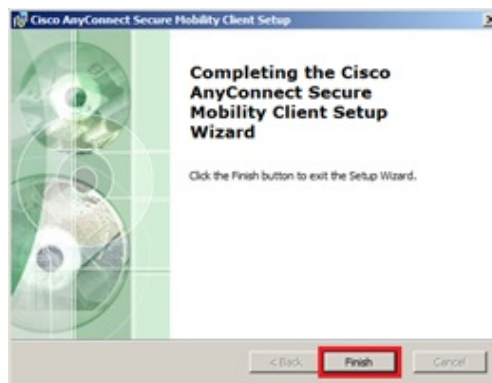 Cisco AnyConnect Secure Mobility Client Setup
Completing the Cisco
AnyConnect Secure
Mobility Client Setup
Wizard
Click the Finish button to exit the Setup Wizard.
< Back
Finish
Cancel